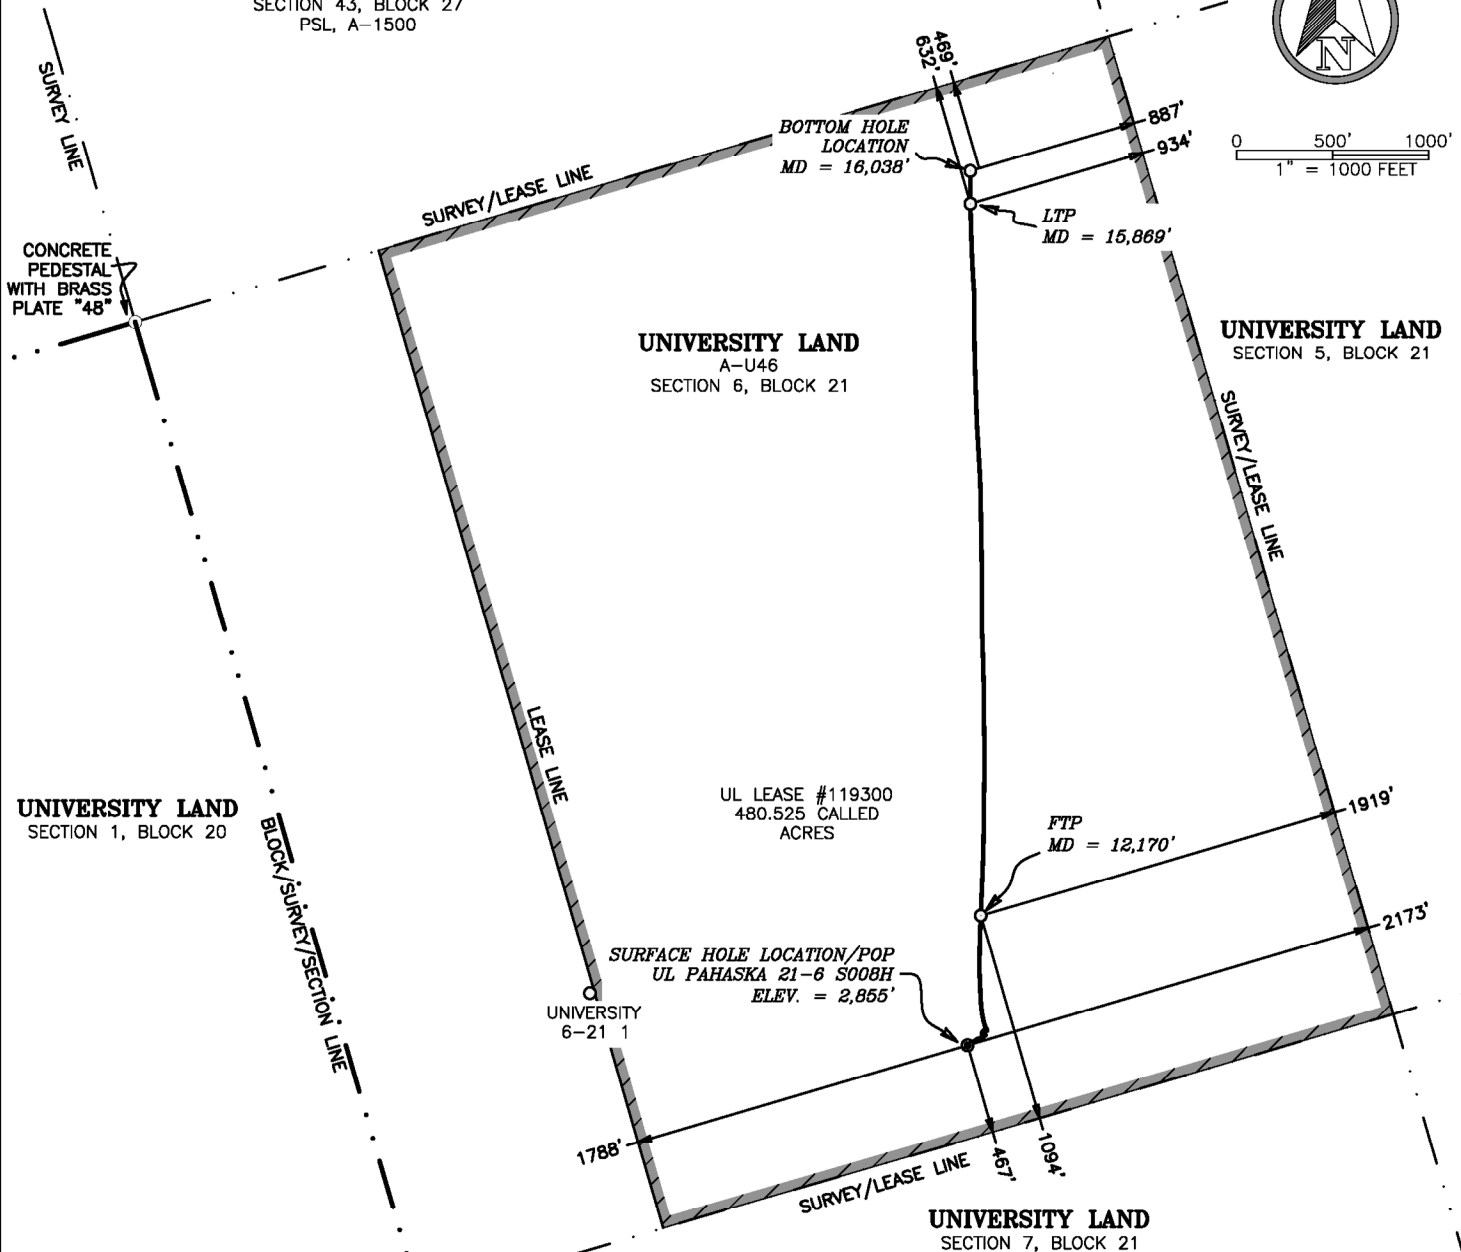 SECTION 43, BLOCK 27
PSL, A-1500
N
0 500' 1000'
1" = 1000 FEET
SURVEY LINE
469'
632'
887'
934'
BOTTOM HOLE
LOCATION
MD = 16,038'
LTP
MD = 15,869'
SURVEY/LEASE LINE
CONCRETE
PEDESTAL
WITH BRASS
PLATE "48"
UNIVERSITY LAND
A-U46
SECTION 6, BLOCK 21
UNIVERSITY LAND
SECTION 5, BLOCK 21
SURVEY/LEASE LINE
LEASE LINE
UL LEASE #119300
480.525 CALLED
ACRES
UNIVERSITY LAND
SECTION 1, BLOCK 20
BLOCK/SURVEY/SECTION LINE
FTP
MD = 12,170'
1919'
2173'
SURFACE HOLE LOCATION/POP
UL PAHASKA 21-6 S008H
ELEV. = 2,855'
UNIVERSITY
6-21 1
1788'
467'
1094'
SURVEY/LEASE LINE
UNIVERSITY LAND
SECTION 7, BLOCK 21